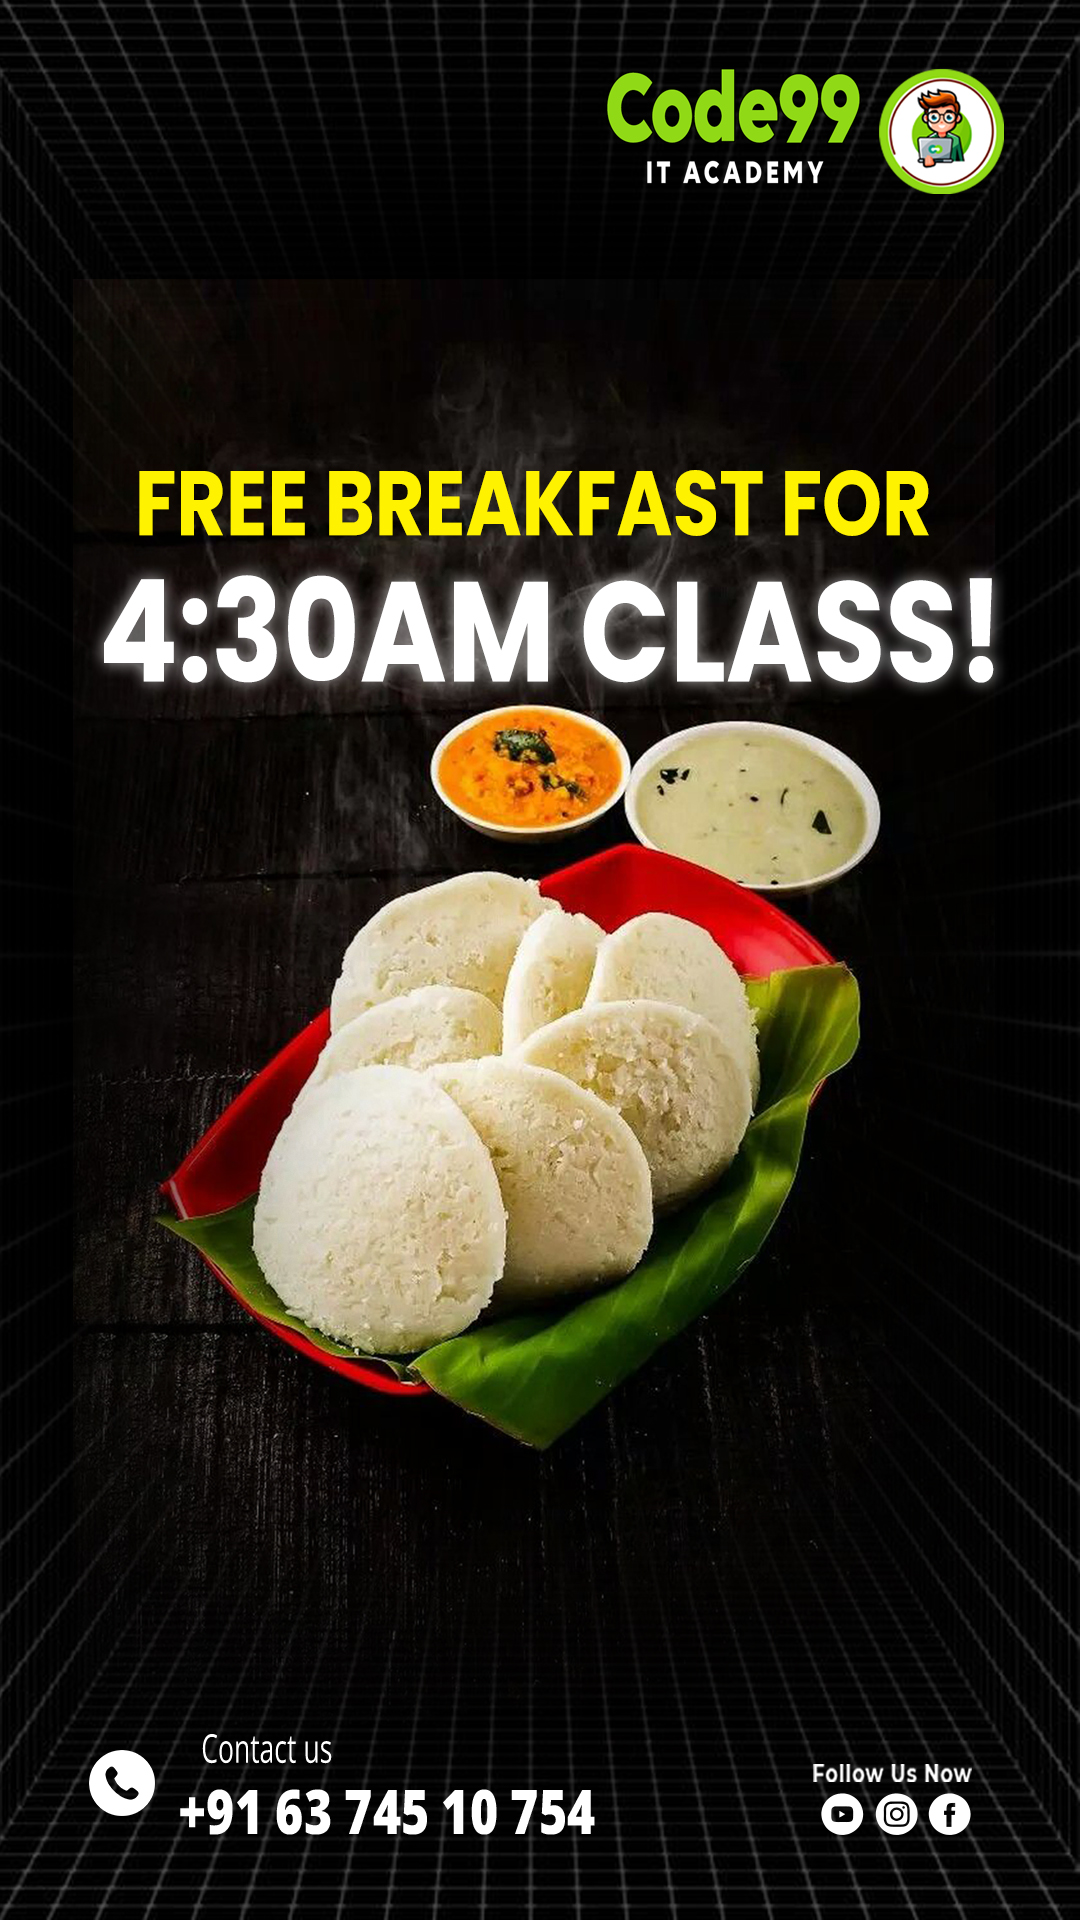 Code99
IT ACADEMY
FREE BREAKFAST FOR
4:30AM CLASS!
Contact us
+91 63 745 10 754
Follow Us Now